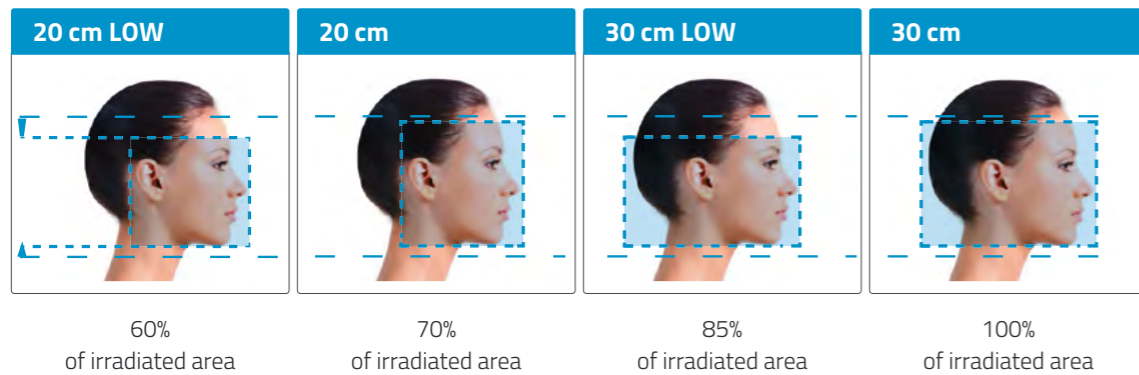 20 cm LOW
20 cm
30 cm LOW
30 cm
60%
of irradiated area
70%
of irradiated area
85%
of irradiated area
100%
of irradiated area